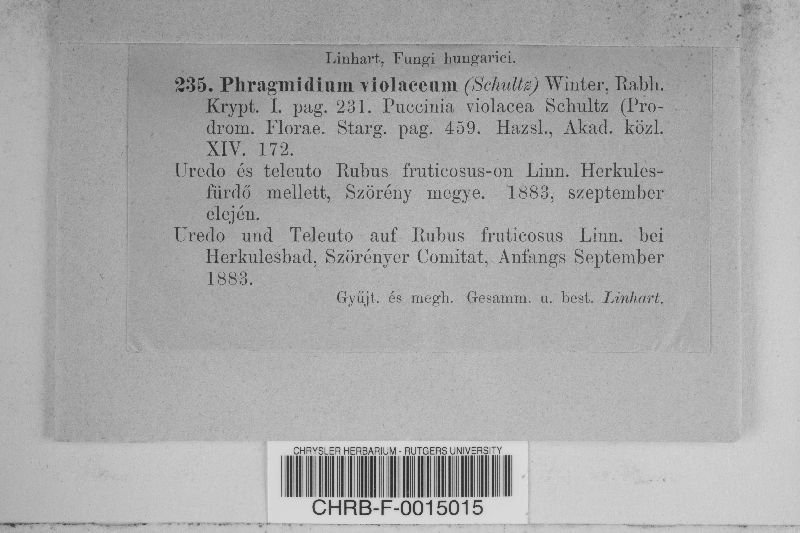 Linhart, Fungi hungarici.
235. Phragmidium violaceum (Schultz) Winter, Rabh.
Krypt. I. pag. 231. Puccinia violacea Schultz (Pro-
drom. Florae. Starg. pag. 459. Hazsl., Akad. közl.
XIV. 172.
Uredo és teleuto Rubus fruticosus-on Linn. Herkules-
fürdő mellett, Szörény megye. 1883, szeptember
elején.
Uredo und Teleuto auf Rubus fruticosus Linn. bei
Herkulesbad, Szörényer Comitat, Anfangs September
1883.
Gyűjt. és megh. Gesamm. u. best. Linhart.
CHRYSLER HERBARIUM - RUTGERS UNIVERSITY
CHRB-F-0015015